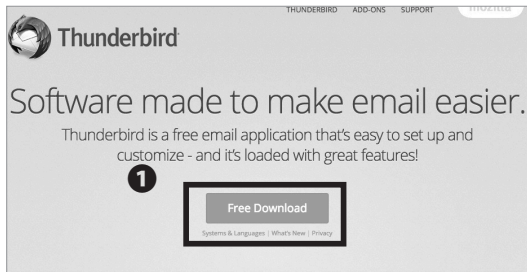 THUNDERBIRD ADD-ONS SUPPORT mozilla
Thunderbird
Software made to make email easier.
Thunderbird is a free email application that's easy to set up and
customize - and it's loaded with great features!
1
Free Download
Systems & Languages | What's New | Privacy